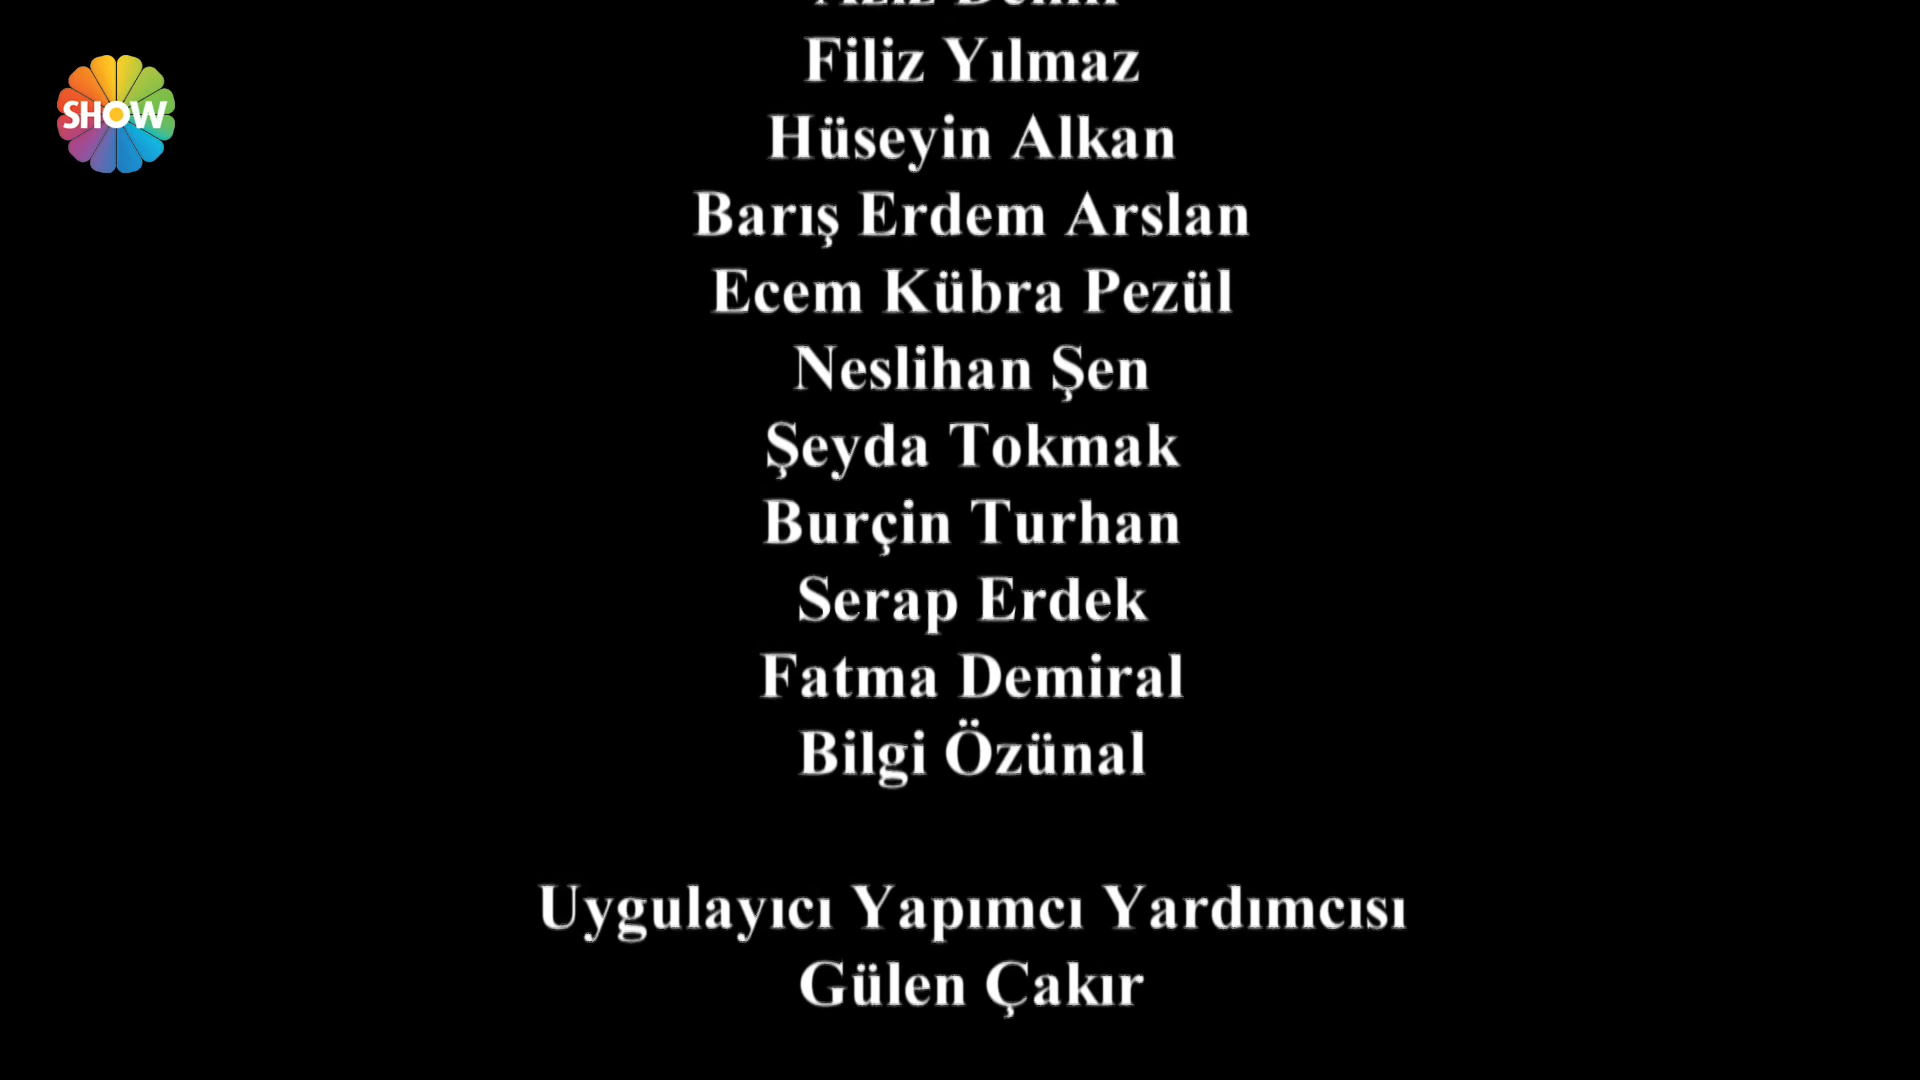 SHOW
Filiz Yılmaz
Hüseyin Alkan
Barış Erdem Arslan
Ecem Kübra Pezül
Neslihan Şen
Şeyda Tokmak
Burçin Turhan
Serap Erdek
Fatma Demiral
Bilgi Özünal
Uygulayıcı Yapımcı Yardımcısı
Gülen Çakır